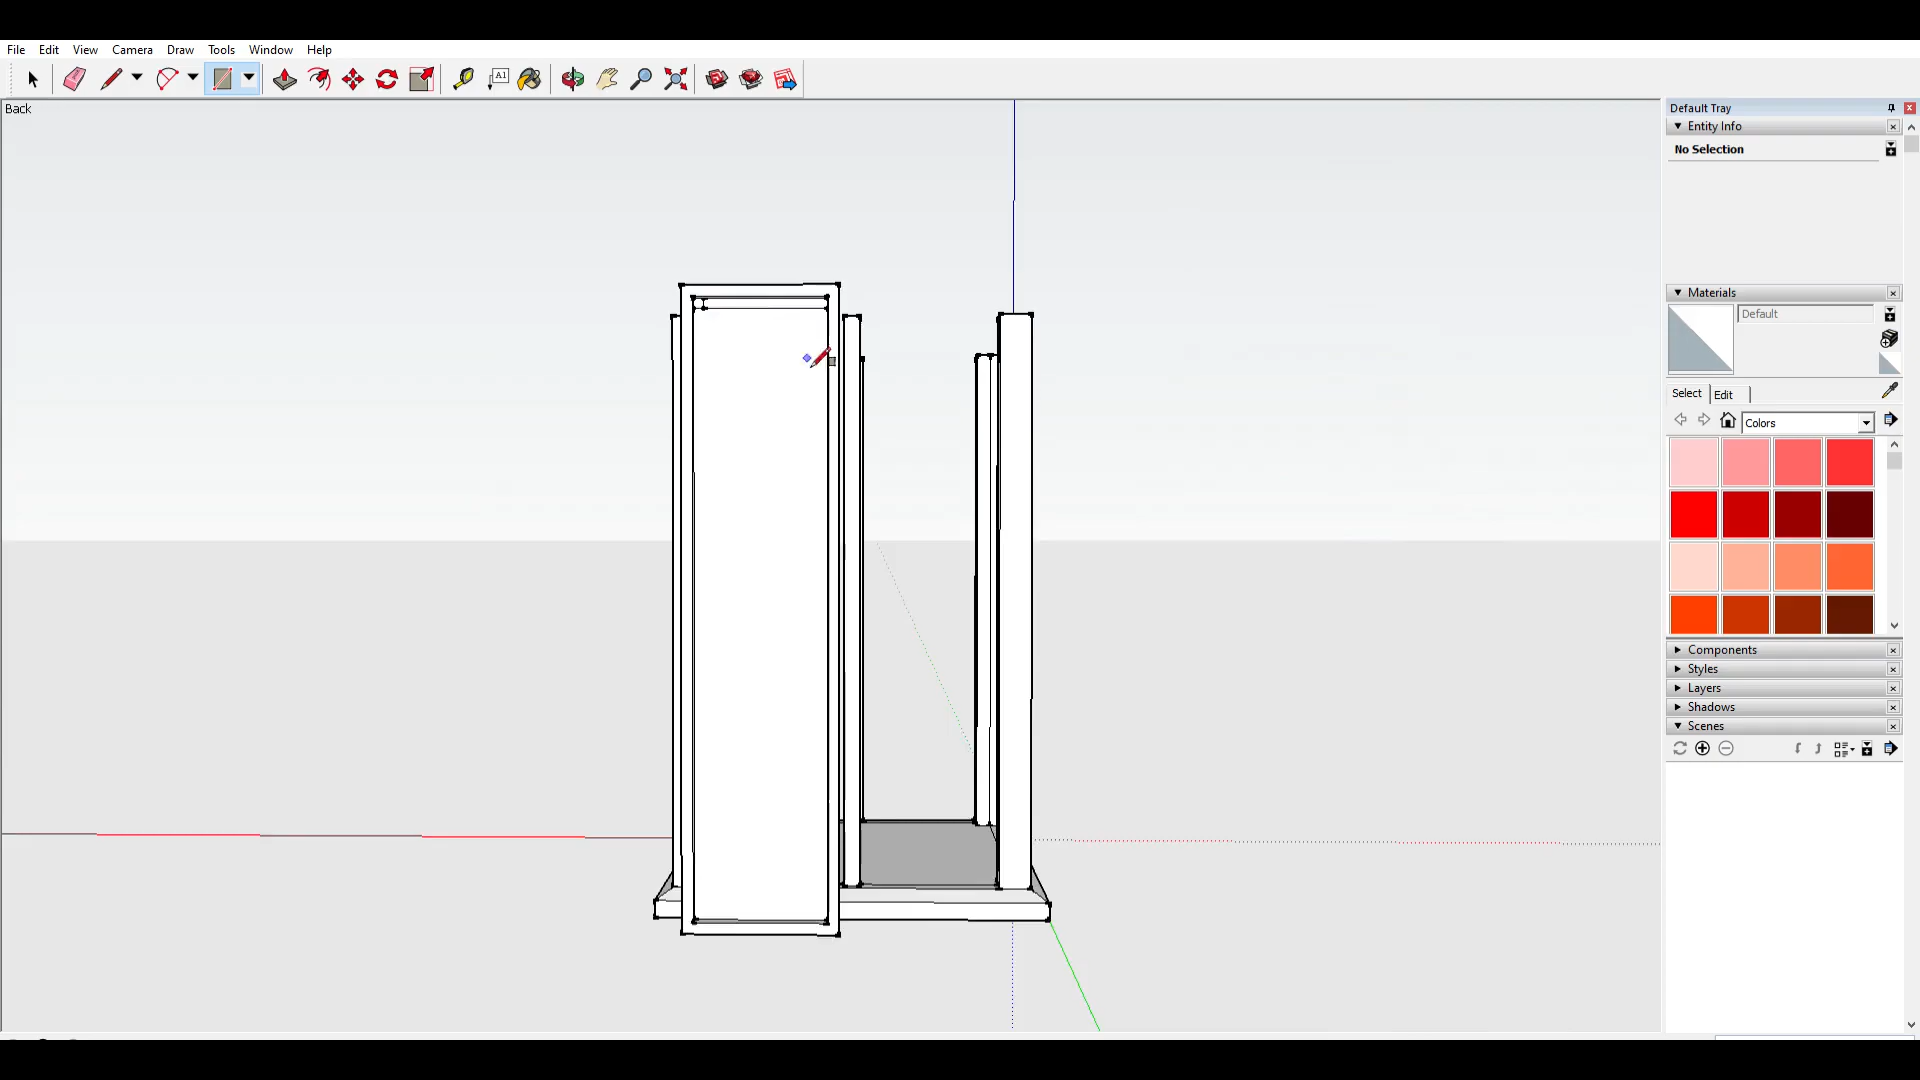 File Edit View Camera Draw Tools Window Help
A1
Back
Default Tray
Entity Info
No Selection
Materials
Default
Select Edit
Colors
Components
Styles
Layers
Shadows
Scenes